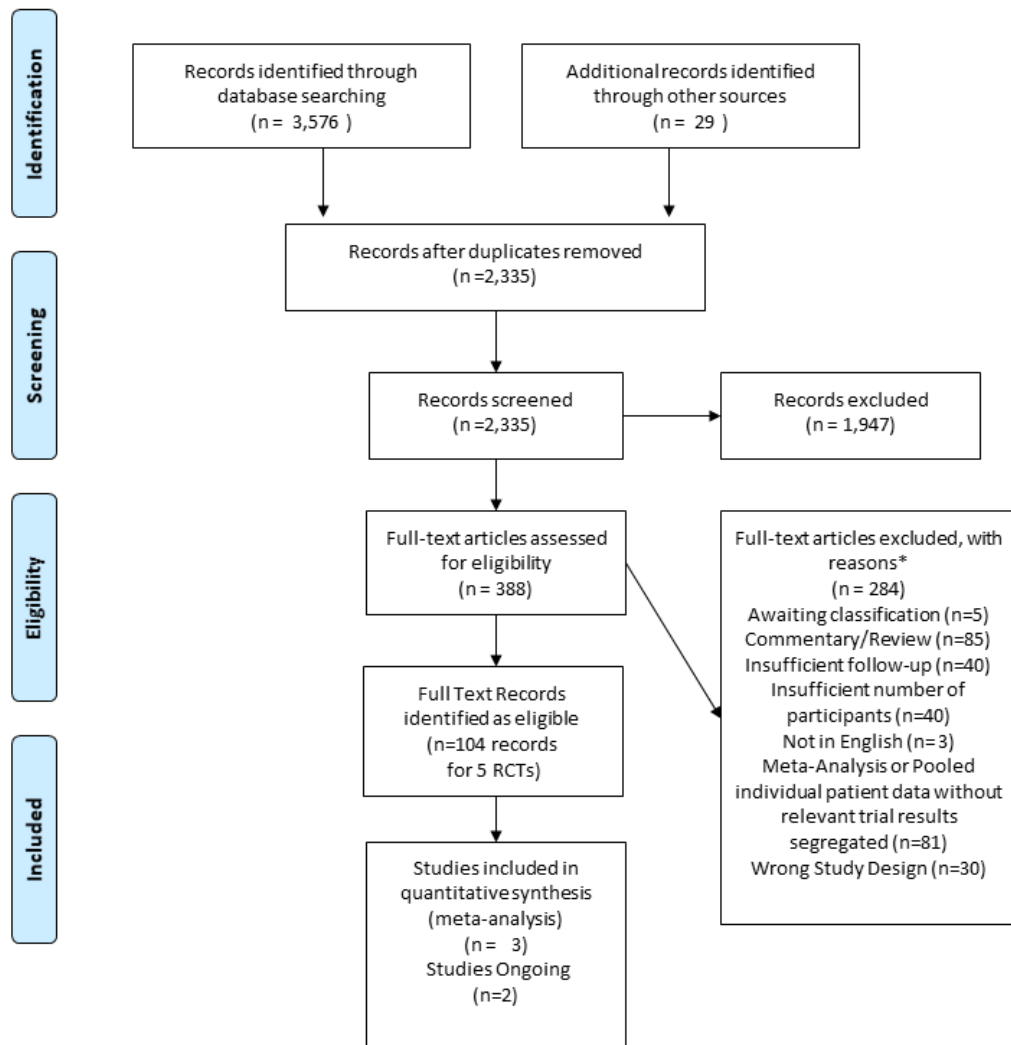 Identification
Records identified through
database searching
(n = 3,576 )
Additional records identified
through other sources
(n = 29 )
Records after duplicates removed
(n =2,335)
Screening
Records screened
(n =2,335)
Records excluded
(n = 1,947)
Eligibility
Full-text articles assessed
for eligibility
(n = 388)
Full-text articles excluded, with
reasons*
(n = 284)
Awaiting classification (n=5)
Commentary/Review (n=85)
Insufficient follow-up (n=40)
Insufficient number of
participants (n=40)
Not in English (n=3)
Meta-Analysis or Pooled
individual patient data without
relevant trial results
segregated (n=81)
Wrong Study Design (n=30)
Full Text Records
identified as eligible
(n=104 records
for 5 RCTs)
Included
Studies included in
quantitative synthesis
(meta-analysis)
(n = 3)
Studies Ongoing
(n=2)